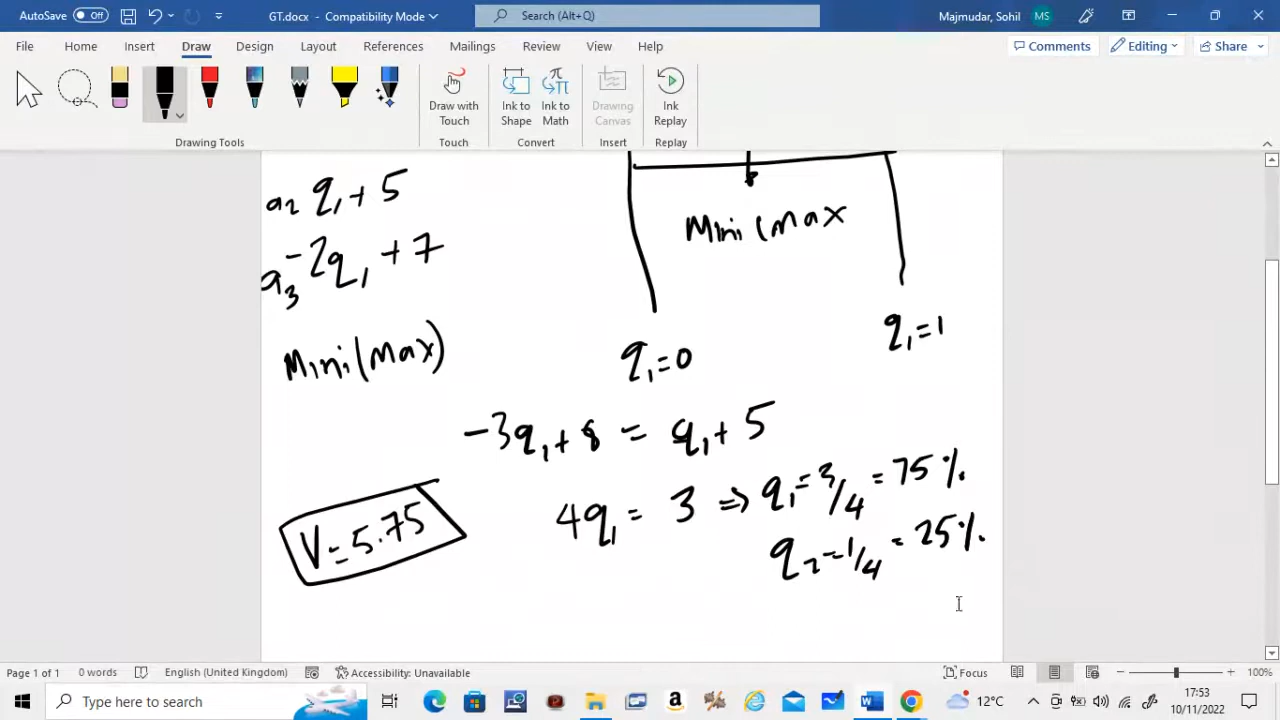 AutoSave Off GT.docx - Compatibility Mode Search (Alt+Q) Majmudar, Sohil MS
File Home Insert Draw Design Layout References Mailings Review View Help Comments Editing Share
Draw with Touch Ink to Shape Ink to Math Drawing Canvas Ink Replay
Drawing Tools Touch Convert Insert Replay
a2 q1 + 5
a3 -2q1 + 7
Mini(max
Mini(max)
q1=0
q1=1
-3q1 + 8 = q1 + 5
4q1 = 3 ⇒ q1 = 3/4 = 75%.
q2 = 1/4 = 25%.
V = 5.75
Page 1 of 1 0 words English (United Kingdom) Accessibility: Unavailable Focus 100%
Type here to search 12°C 17:53
10/11/2022